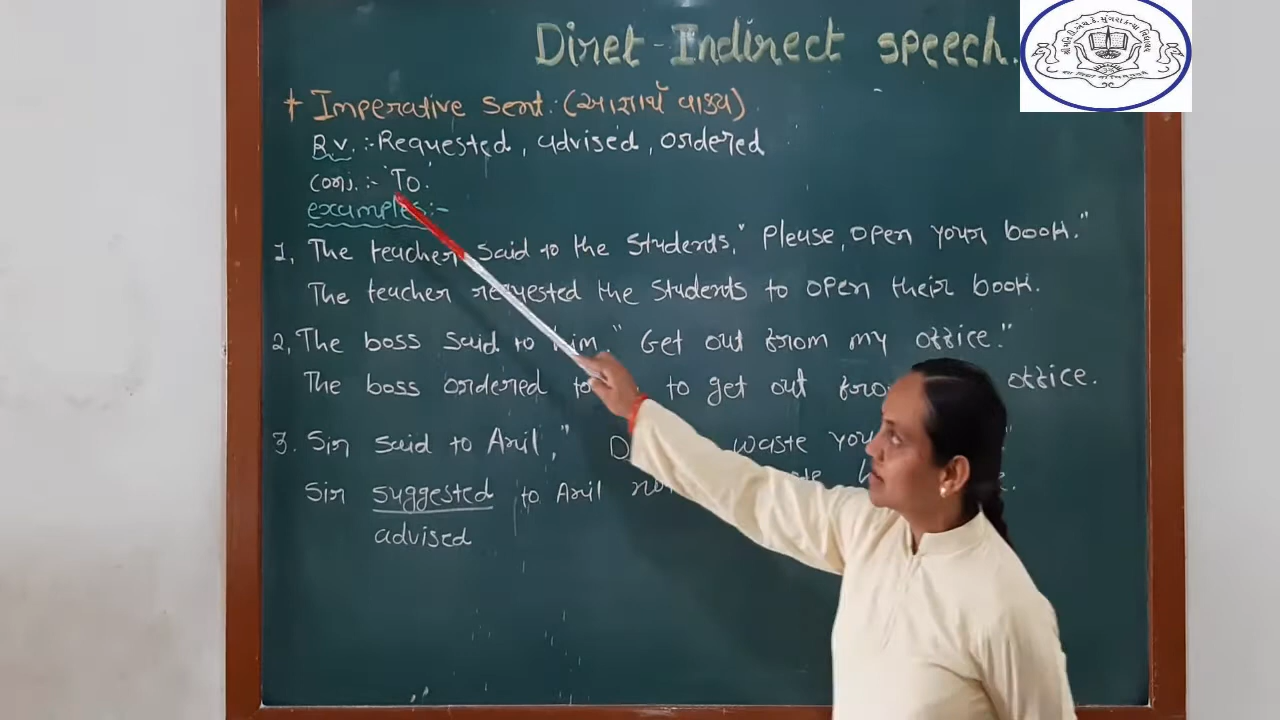 Diret-Indirect speech.
+ Imperative Sent. (આજ્ઞાર્થ વાક્ય)
R.V. :- Requested, advised, ordered
conj. :- 'To.'
examples:-
1, The teacher said to the students," Please, open your book."
The teacher requested the students to open their book.
2, The boss said to him." Get out from my office."
The boss ordered to to get out office.
3. Sir said to Anil," waste
Sir suggested to Anil
advised